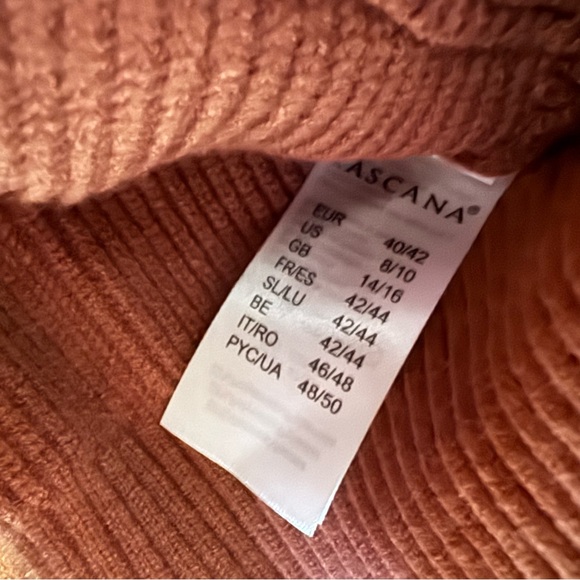 ASCANA®
EUR 40/42
US 8/10
GB 14/16
FR/ES 42/44
SL/LU 42/44
BE 42/44
IT/RO 46/48
PYC/UA 48/50